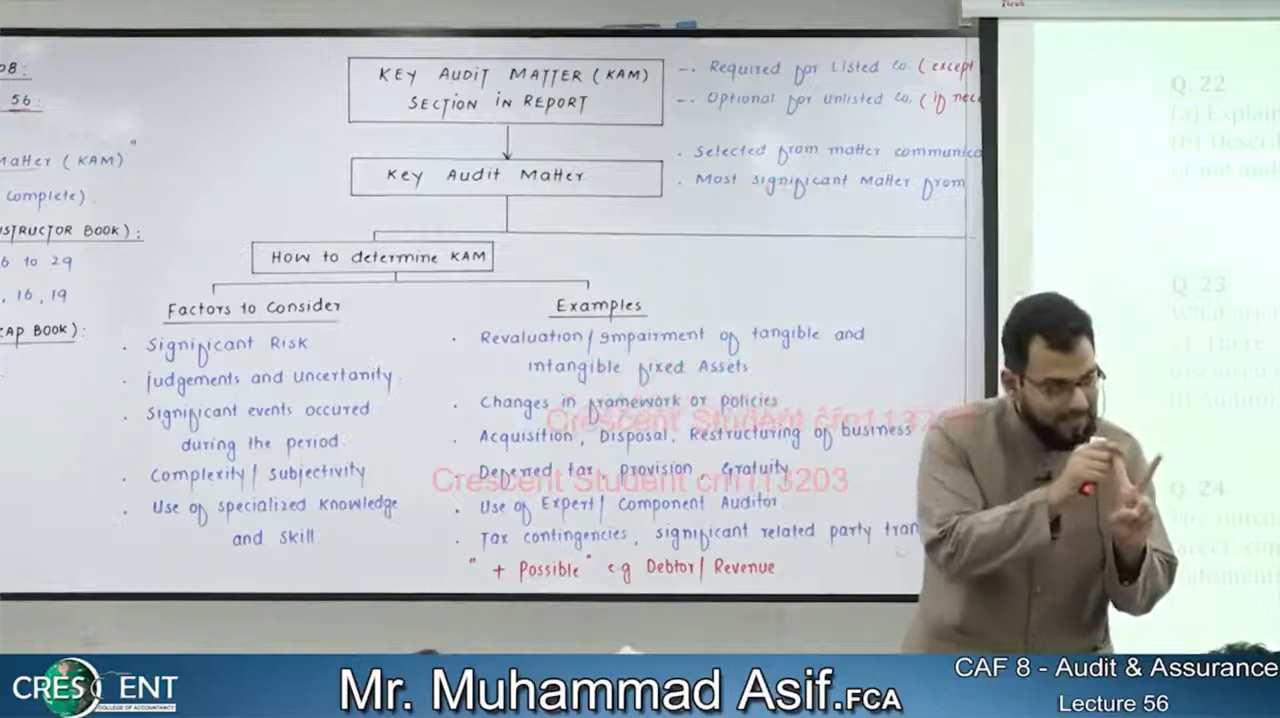 08:
56:
Matter (KAM)"
complete).
STRUCTOR BOOK):
6 to 29
, 16, 19
CAP BOOK):
KEY AUDIT MATTER (KAM)
SECTION IN REPORT
-. Required for Listed Co. (except
-. Optional for Unlisted Co. (if nece
Key Audit Matter
. Selected from matter communica
. Most significant Matter from
How to determine KAM
Factors to Consider
. Significant Risk
. Judgements and uncertanity.
. Significant events occured
during the period.
. Complexity/ subjectivity
. Use of specialized knowledge
and skill.
Examples
. Revaluation/Impairment of tangible and
intangible fixed Assets
. Changes in framework or policies
. Acquisition, Disposal, Restructuring of business
. Deferred tax, provision, Gratuity
. Use of Expert/ Component Auditor
. Tax contingencies, significant related party tran
" + Possible" e.g Debtor/ Revenue
Crescent Student crn113203
Crescent Student crn113203
Q. 22
(a) Explain
(b) Descri
or not audi
Q. 23
Q. 24
CRESCENT
COLLEGE OF ACCOUNTANCY
Mr. Muhammad Asif.FCA
CAF 8 - Audit & Assurance
Lecture 56